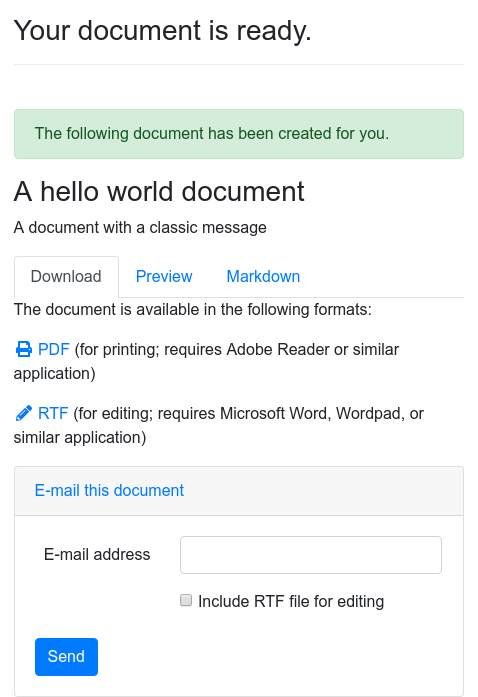 Your document is ready.
The following document has been created for you.
A hello world document
A document with a classic message
Download Preview Markdown
The document is available in the following formats:
PDF (for printing; requires Adobe Reader or similar
application)
RTF (for editing; requires Microsoft Word, Wordpad, or
similar application)
E-mail this document
E-mail address
Include RTF file for editing
Send